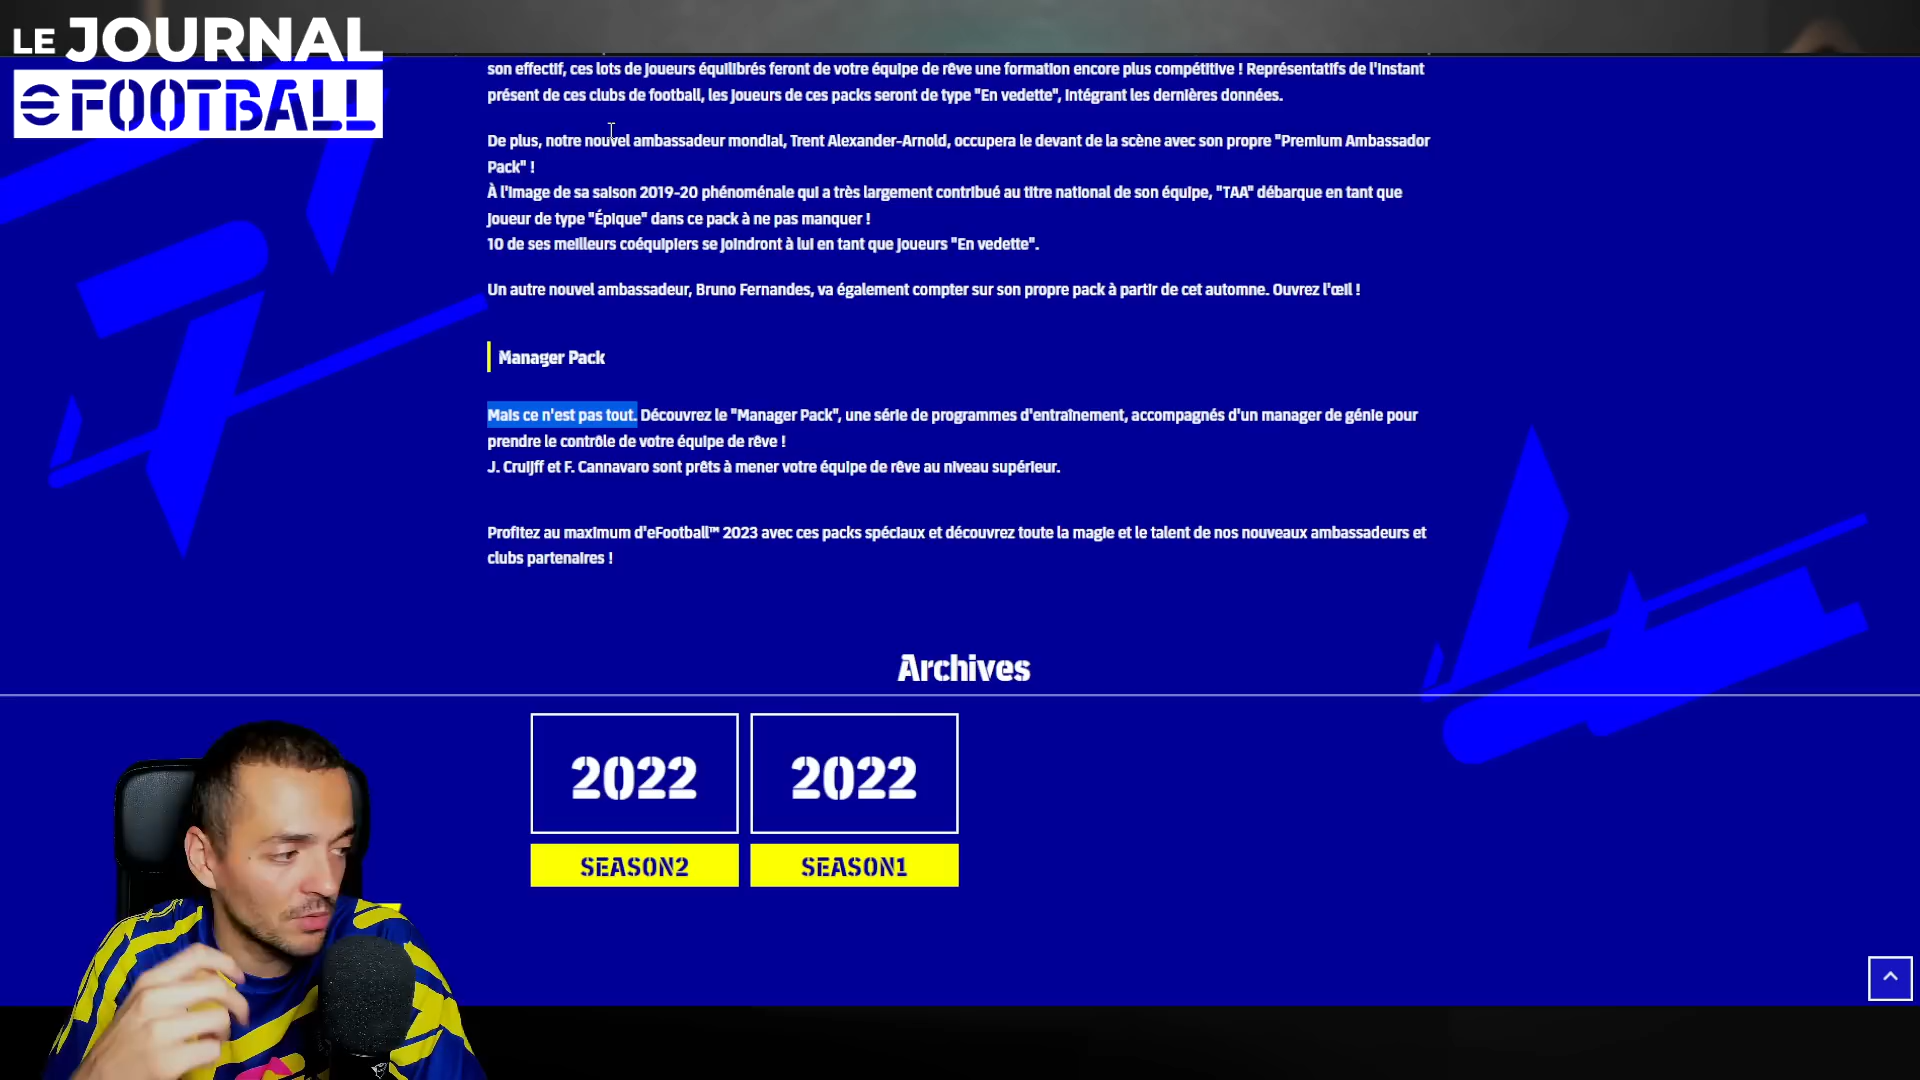 LE JOURNAL
eFOOTBALL
son effectif, ces lots de joueurs équilibrés feront de votre équipe de rêve une formation encore plus compétitive ! Représentatifs de l'instant
présent de ces clubs de football, les joueurs de ces packs seront de type "En vedette", intégrant les dernières données.
De plus, notre nouvel ambassadeur mondial, Trent Alexander-Arnold, occupera le devant de la scène avec son propre "Premium Ambassador
Pack" !
À l'image de sa saison 2019-20 phénoménale qui a très largement contribué au titre national de son équipe, "TAA" débarque en tant que
joueur de type "Épique" dans ce pack à ne pas manquer !
10 de ses meilleurs coéquipiers se joindront à lui en tant que joueurs "En vedette".
Un autre nouvel ambassadeur, Bruno Fernandes, va également compter sur son propre pack à partir de cet automne. Ouvrez l'œil !
Manager Pack
Mais ce n'est pas tout. Découvrez le "Manager Pack", une série de programmes d'entraînement, accompagnés d'un manager de génie pour
prendre le contrôle de votre équipe de rêve !
J. Cruijff et F. Cannavaro sont prêts à mener votre équipe de rêve au niveau supérieur.
Profitez au maximum d'eFootball™ 2023 avec ces packs spéciaux et découvrez toute la magie et le talent de nos nouveaux ambassadeurs et
clubs partenaires !
Archives
2022 2022
SEASON2 SEASON1